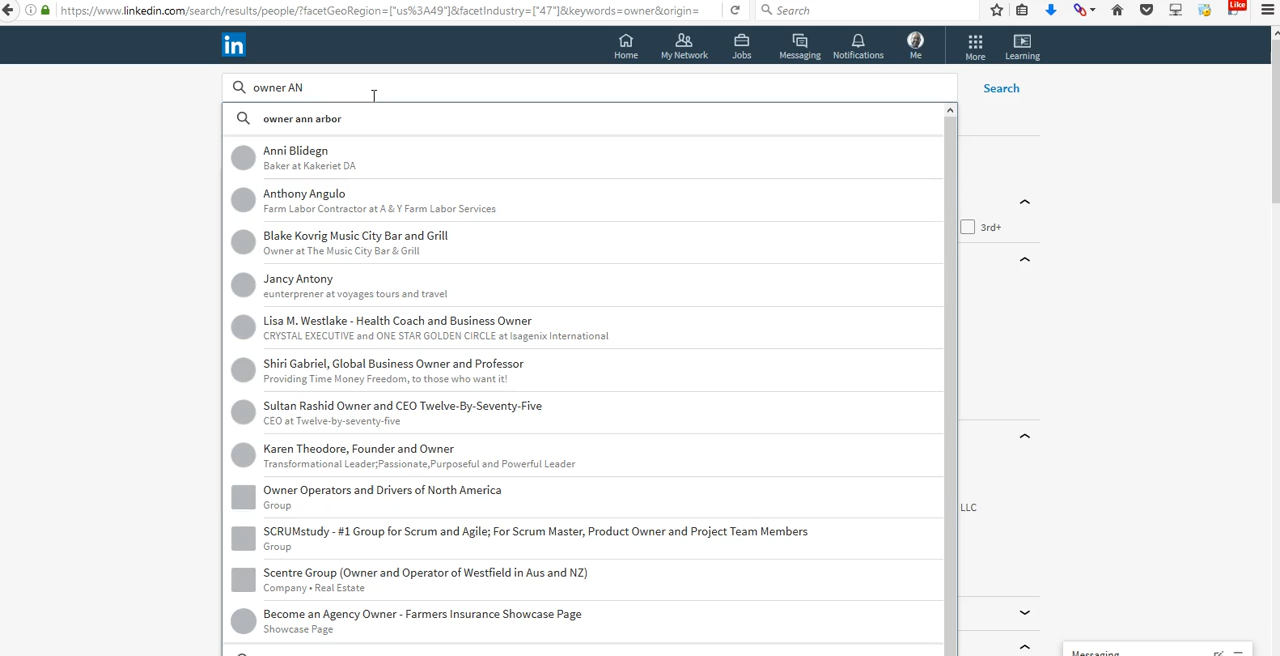 https://www.linkedin.com/search/results/people/?facetGeoRegion=["us%3A49"]&facetIndustry=["47"]&keywords=owner&origin=
Search
Like
in
Home
My Network
Jobs
Messaging
Notifications
Me
More
Learning
owner AN
Search
owner ann arbor
Anni Blidegn
Baker at Kakeriet DA
Anthony Angulo
Farm Labor Contractor at A & Y Farm Labor Services
3rd+
Blake Kovrig Music City Bar and Grill
Owner at The Music City Bar & Grill
Jancy Antony
eunterprener at voyages tours and travel
Lisa M. Westlake - Health Coach and Business Owner
CRYSTAL EXECUTIVE and ONE STAR GOLDEN CIRCLE at Isagenix International
Shiri Gabriel, Global Business Owner and Professor
Providing Time Money Freedom, to those who want it!
Sultan Rashid Owner and CEO Twelve-By-Seventy-Five
CEO at Twelve-by-seventy-five
Karen Theodore, Founder and Owner
Transformational Leader;Passionate,Purposeful and Powerful Leader
Owner Operators and Drivers of North America
Group
LLC
SCRUMstudy - #1 Group for Scrum and Agile; For Scrum Master, Product Owner and Project Team Members
Group
Scentre Group (Owner and Operator of Westfield in Aus and NZ)
Company • Real Estate
Become an Agency Owner - Farmers Insurance Showcase Page
Showcase Page
Messaging